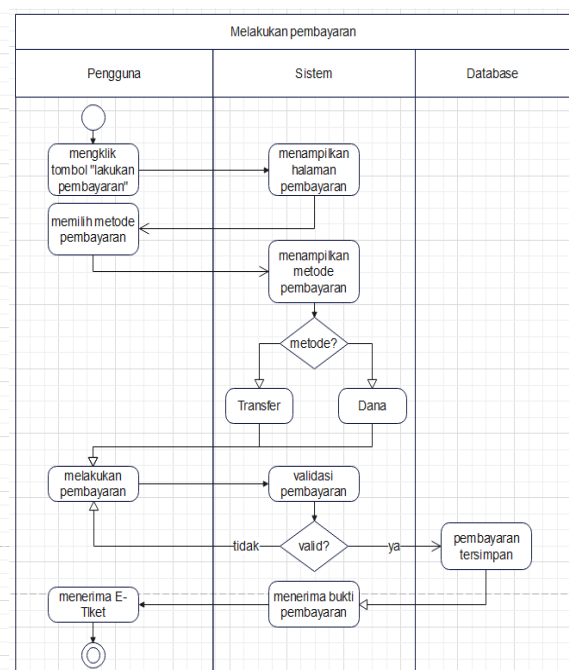 Melakukan pembayaran
Pengguna
Sistem
Database
mengklik
tombol "lakukan
pembayaran"
menampilkan
halaman
pembayaran
memilih metode
pembayaran
menampilkan
metode
pembayaran
metode?
Transfer
Dana
melakukan
pembayaran
validasi
pembayaran
tidak
valid?
ya
pembayaran
tersimpan
menerima E-
TIket
menerima bukti
pembayaran